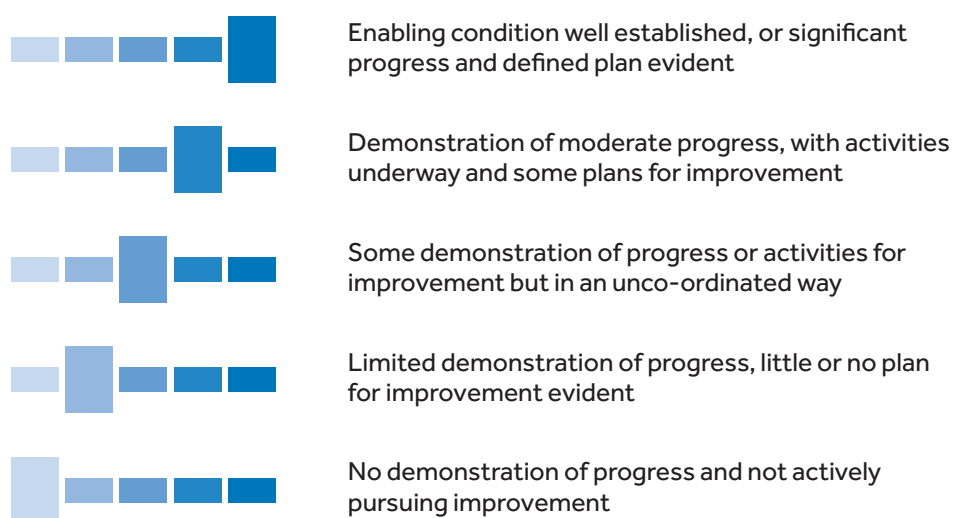 Enabling condition well established, or significant
progress and defined plan evident
Demonstration of moderate progress, with activities
underway and some plans for improvement
Some demonstration of progress or activities for
improvement but in an unco-ordinated way
Limited demonstration of progress, little or no plan
for improvement evident
No demonstration of progress and not actively
pursuing improvement